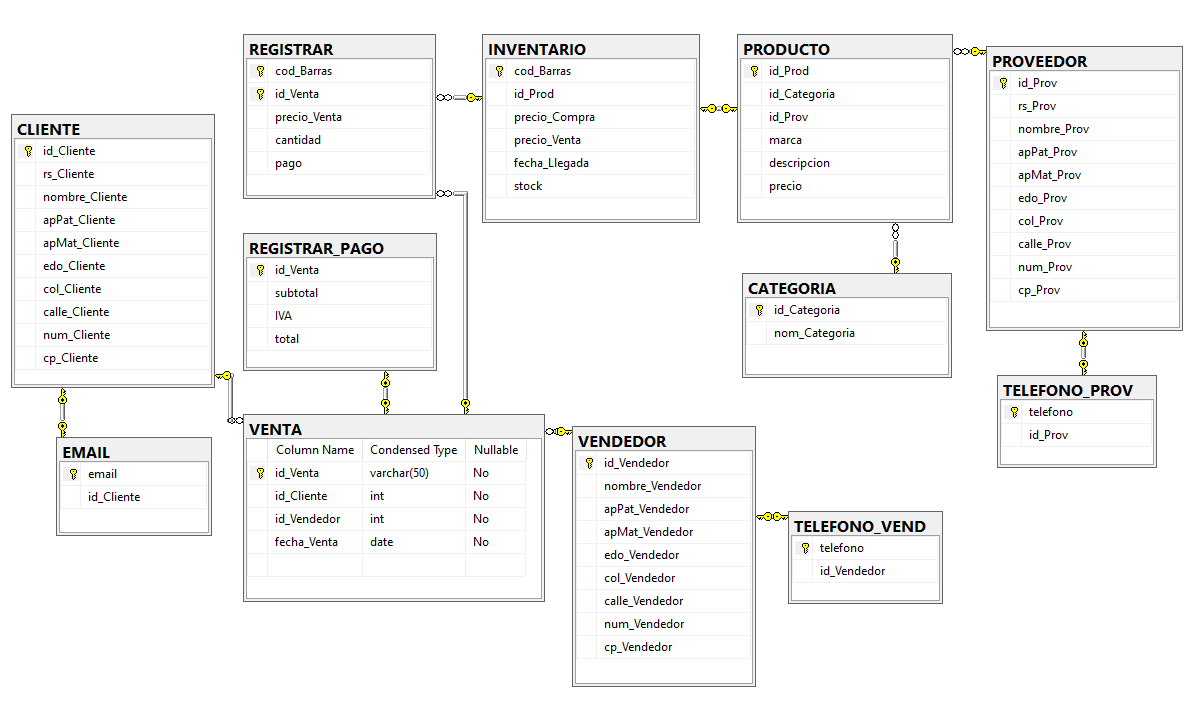 REGISTRAR
cod_Barras
id_Venta
precio_Venta
cantidad
pago
INVENTARIO
cod_Barras
id_Prod
precio_Compra
precio_Venta
fecha_Llegada
stock
PRODUCTO
id_Prod
id_Categoria
id_Prov
marca
descripcion
precio
PROVEEDOR
id_Prov
rs_Prov
nombre_Prov
apPat_Prov
apMat_Prov
edo_Prov
col_Prov
calle_Prov
num_Prov
cp_Prov
CLIENTE
id_Cliente
rs_Cliente
nombre_Cliente
apPat_Cliente
apMat_Cliente
edo_Cliente
col_Cliente
calle_Cliente
num_Cliente
cp_Cliente
REGISTRAR_PAGO
id_Venta
subtotal
IVA
total
CATEGORIA
id_Categoria
nom_Categoria
TELEFONO_PROV
telefono
id_Prov
EMAIL
email
id_Cliente
VENTA
Column Name Condensed Type Nullable
id_Venta varchar(50) No
id_Cliente int No
id_Vendedor int No
fecha_Venta date No
VENDEDOR
id_Vendedor
nombre_Vendedor
apPat_Vendedor
apMat_Vendedor
edo_Vendedor
col_Vendedor
calle_Vendedor
num_Vendedor
cp_Vendedor
TELEFONO_VEND
telefono
id_Vendedor